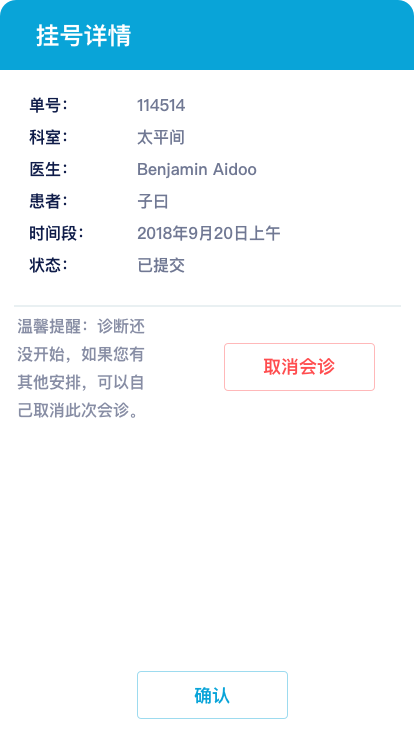 挂号详情
单号： 114514
科室： 太平间
医生： Benjamin Aidoo
患者： 子曰
时间段： 2018年9月20日上午
状态： 已提交
温馨提醒：诊断还
没开始，如果您有
其他安排，可以自
己取消此次会诊。
取消会诊
确认